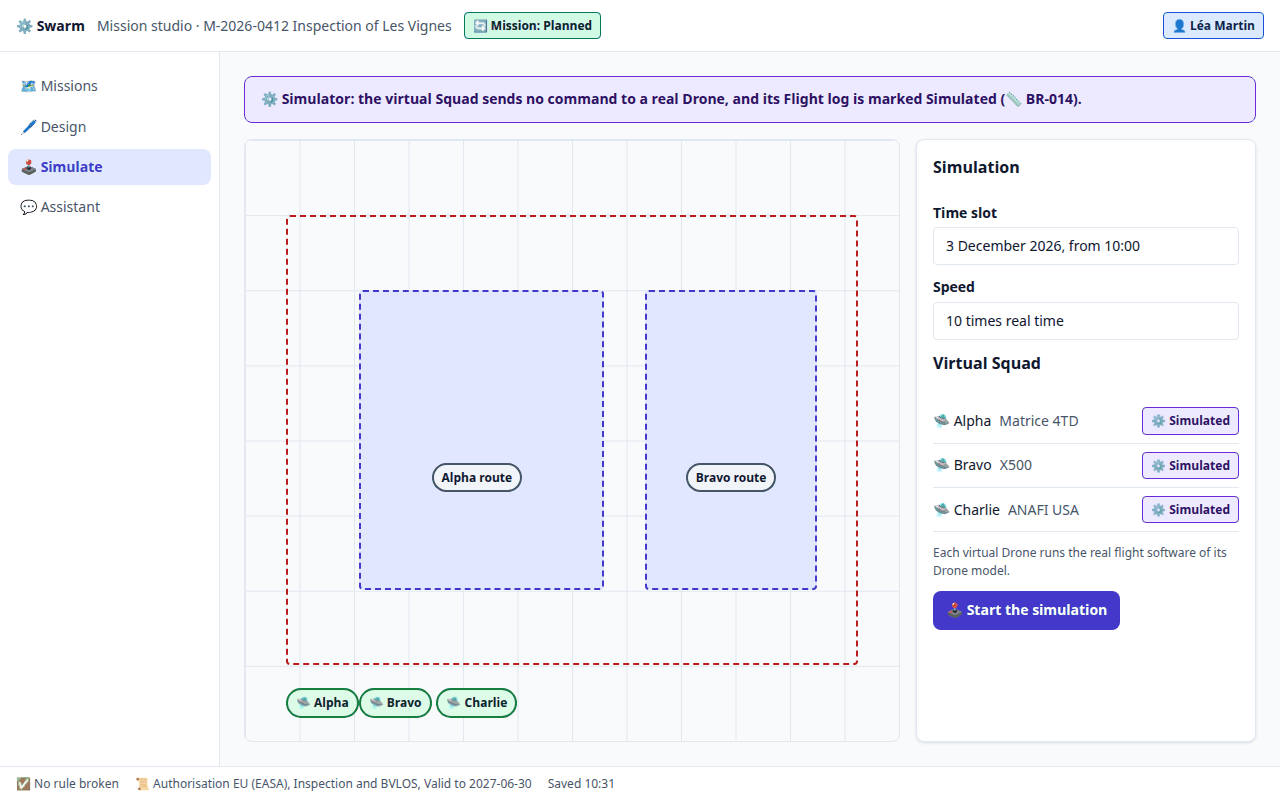 Swarm Mission studio · M-2026-0412 Inspection of Les Vignes Mission: Planned Léa Martin
Missions
Design
Simulate
Assistant
Simulator: the virtual Squad sends no command to a real Drone, and its Flight log is marked Simulated (📏 BR-014).
Alpha route
Bravo route
Alpha
Bravo
Charlie
Simulation
Time slot
3 December 2026, from 10:00
Speed
10 times real time
Virtual Squad
Alpha Matrice 4TD Simulated
Bravo X500 Simulated
Charlie ANAFI USA Simulated
Each virtual Drone runs the real flight software of its
Drone model.
Start the simulation
No rule broken Authorisation EU (EASA), Inspection and BVLOS, Valid to 2027-06-30 Saved 10:31